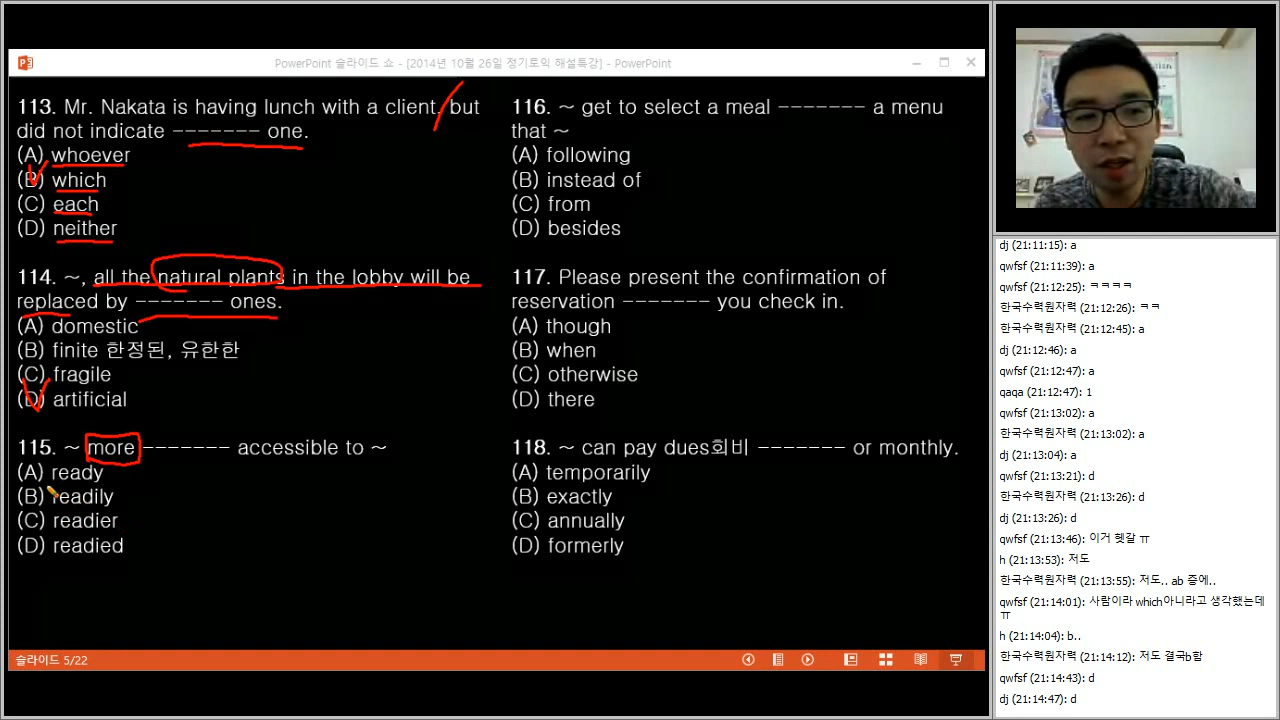 PowerPoint 슬라이드 쇼 - [2014년 10월 26일 정기토익 해설특강] - PowerPoint
113. Mr. Nakata is having lunch with a client, but
did not indicate ------- one.
(A) whoever
(B) which
(C) each
(D) neither
114. ~, all the natural plants in the lobby will be
replaced by ------- ones.
(A) domestic
(B) finite 한정된, 유한한
(C) fragile
(D) artificial
115. ~ more ------- accessible to ~
(A) ready
(B) readily
(C) readier
(D) readied
116. ~ get to select a meal ------- a menu
that ~
(A) following
(B) instead of
(C) from
(D) besides
117. Please present the confirmation of
reservation ------- you check in.
(A) though
(B) when
(C) otherwise
(D) there
118. ~ can pay dues회비 ------- or monthly.
(A) temporarily
(B) exactly
(C) annually
(D) formerly
슬라이드 5/22
dj (21:11:15): a
qwfsf (21:11:39): a
qwfsf (21:12:25): ㅋㅋㅋㅋ
한국수력원자력 (21:12:26): ㅋㅋ
한국수력원자력 (21:12:45): a
dj (21:12:46): a
qwfsf (21:12:47): a
qaqa (21:12:47): 1
qwfsf (21:13:02): a
한국수력원자력 (21:13:02): a
dj (21:13:04): a
qwfsf (21:13:21): d
한국수력원자력 (21:13:26): d
dj (21:13:26): d
qwfsf (21:13:46): 이거 헷갈 ㅠ
h (21:13:53): 저도
한국수력원자력 (21:13:55): 저도.. ab 중에..
qwfsf (21:14:01): 사람이라 which아니라고 생각했는데
ㅠ
h (21:14:04): b..
한국수력원자력 (21:14:12): 저도 결국b함
qwfsf (21:14:43): d
dj (21:14:47): d